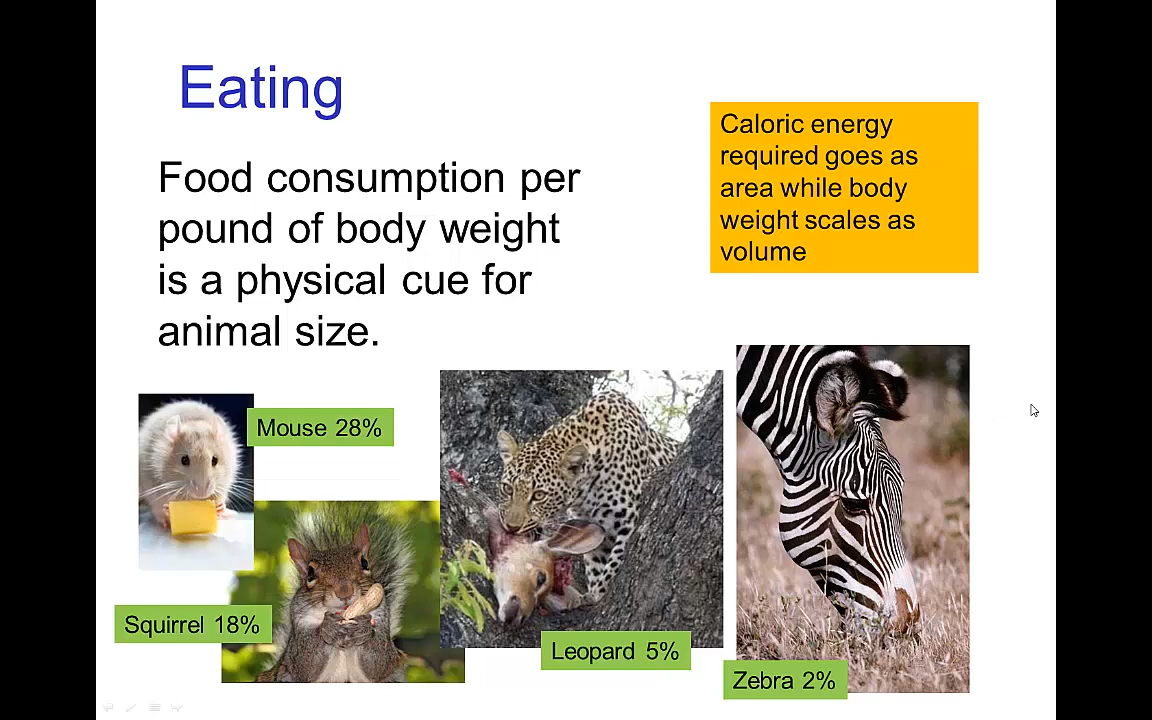 Eating
Food consumption per
pound of body weight
is a physical cue for
animal size.
Caloric energy
required goes as
area while body
weight scales as
volume
Mouse 28%
Squirrel 18%
Leopard 5%
Zebra 2%